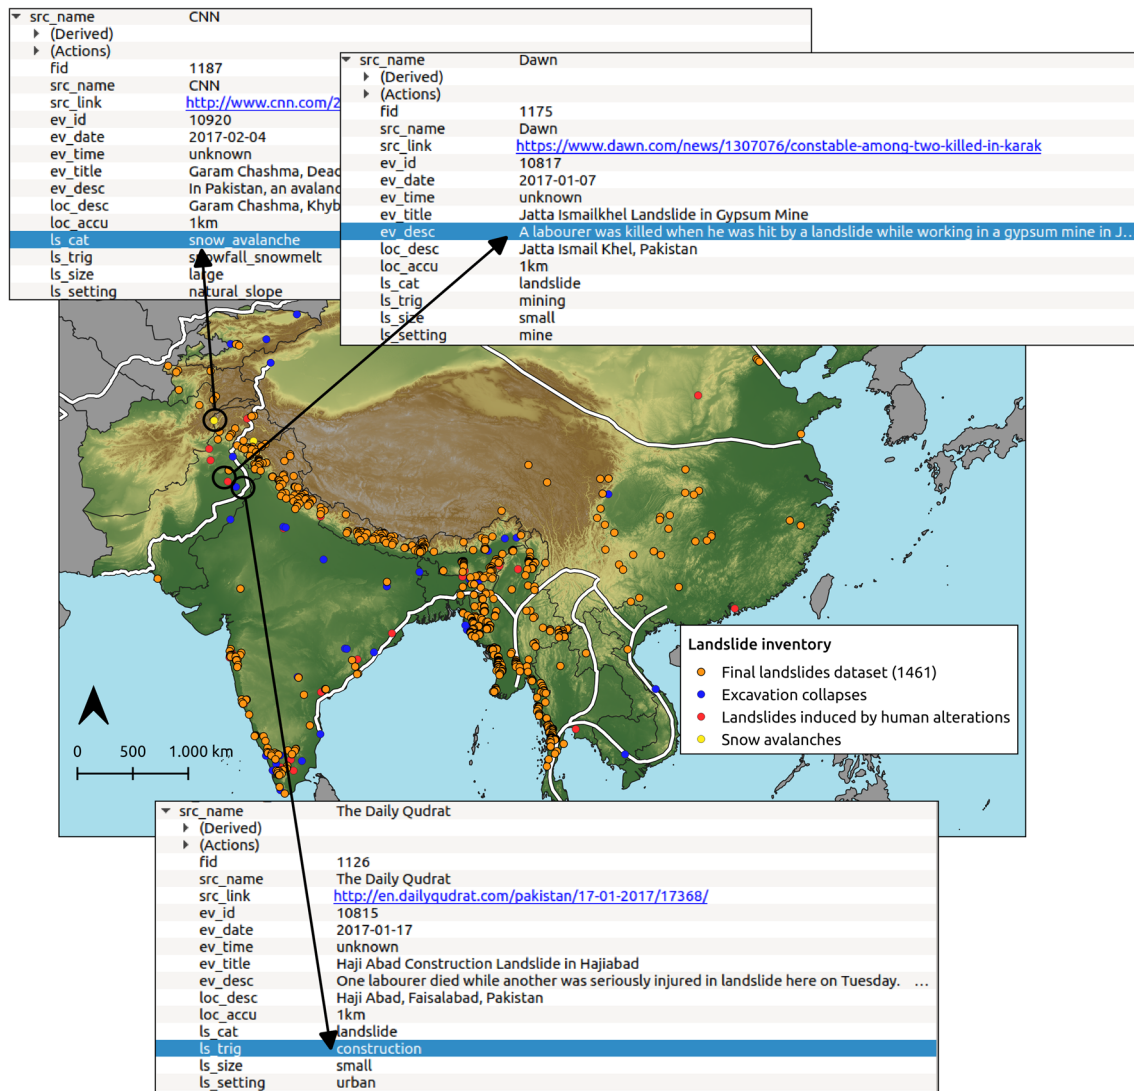 src_name CNN
(Derived)
(Actions)
fid 1187
src_name CNN
src_link http://www.cnn.com/2
ev_id 10920
ev_date 2017-02-04
ev_time unknown
ev_title Garam Chashma, Deac
ev_desc In Pakistan, an avalanc
loc_desc Garam Chashma, Khyb
loc_accu 1km
ls_cat snow_avalanche
ls_trig snowfall_snowmelt
ls_size large
ls_setting natural_slope
src_name Dawn
(Derived)
(Actions)
fid 1175
src_name Dawn
src_link https://www.dawn.com/news/1307076/constable-among-two-killed-in-karak
ev_id 10817
ev_date 2017-01-07
ev_time unknown
ev_title Jatta Ismailkhel Landslide in Gypsum Mine
ev_desc A labourer was killed when he was hit by a landslide while working in a gypsum mine in J…
loc_desc Jatta Ismail Khel, Pakistan
loc_accu 1km
ls_cat landslide
ls_trig mining
ls_size small
ls_setting mine
Landslide inventory
Final landslides dataset (1461)
Excavation collapses
Landslides induced by human alterations
Snow avalanches
0 500 1.000 km
src_name The Daily Qudrat
(Derived)
(Actions)
fid 1126
src_name The Daily Qudrat
src_link http://en.dailyqudrat.com/pakistan/17-01-2017/17368/
ev_id 10815
ev_date 2017-01-17
ev_time unknown
ev_title Haji Abad Construction Landslide in Hajiabad
ev_desc One labourer died while another was seriously injured in landslide here on Tuesday. …
loc_desc Haji Abad, Faisalabad, Pakistan
loc_accu 1km
ls_cat landslide
ls_trig construction
ls_size small
ls_setting urban